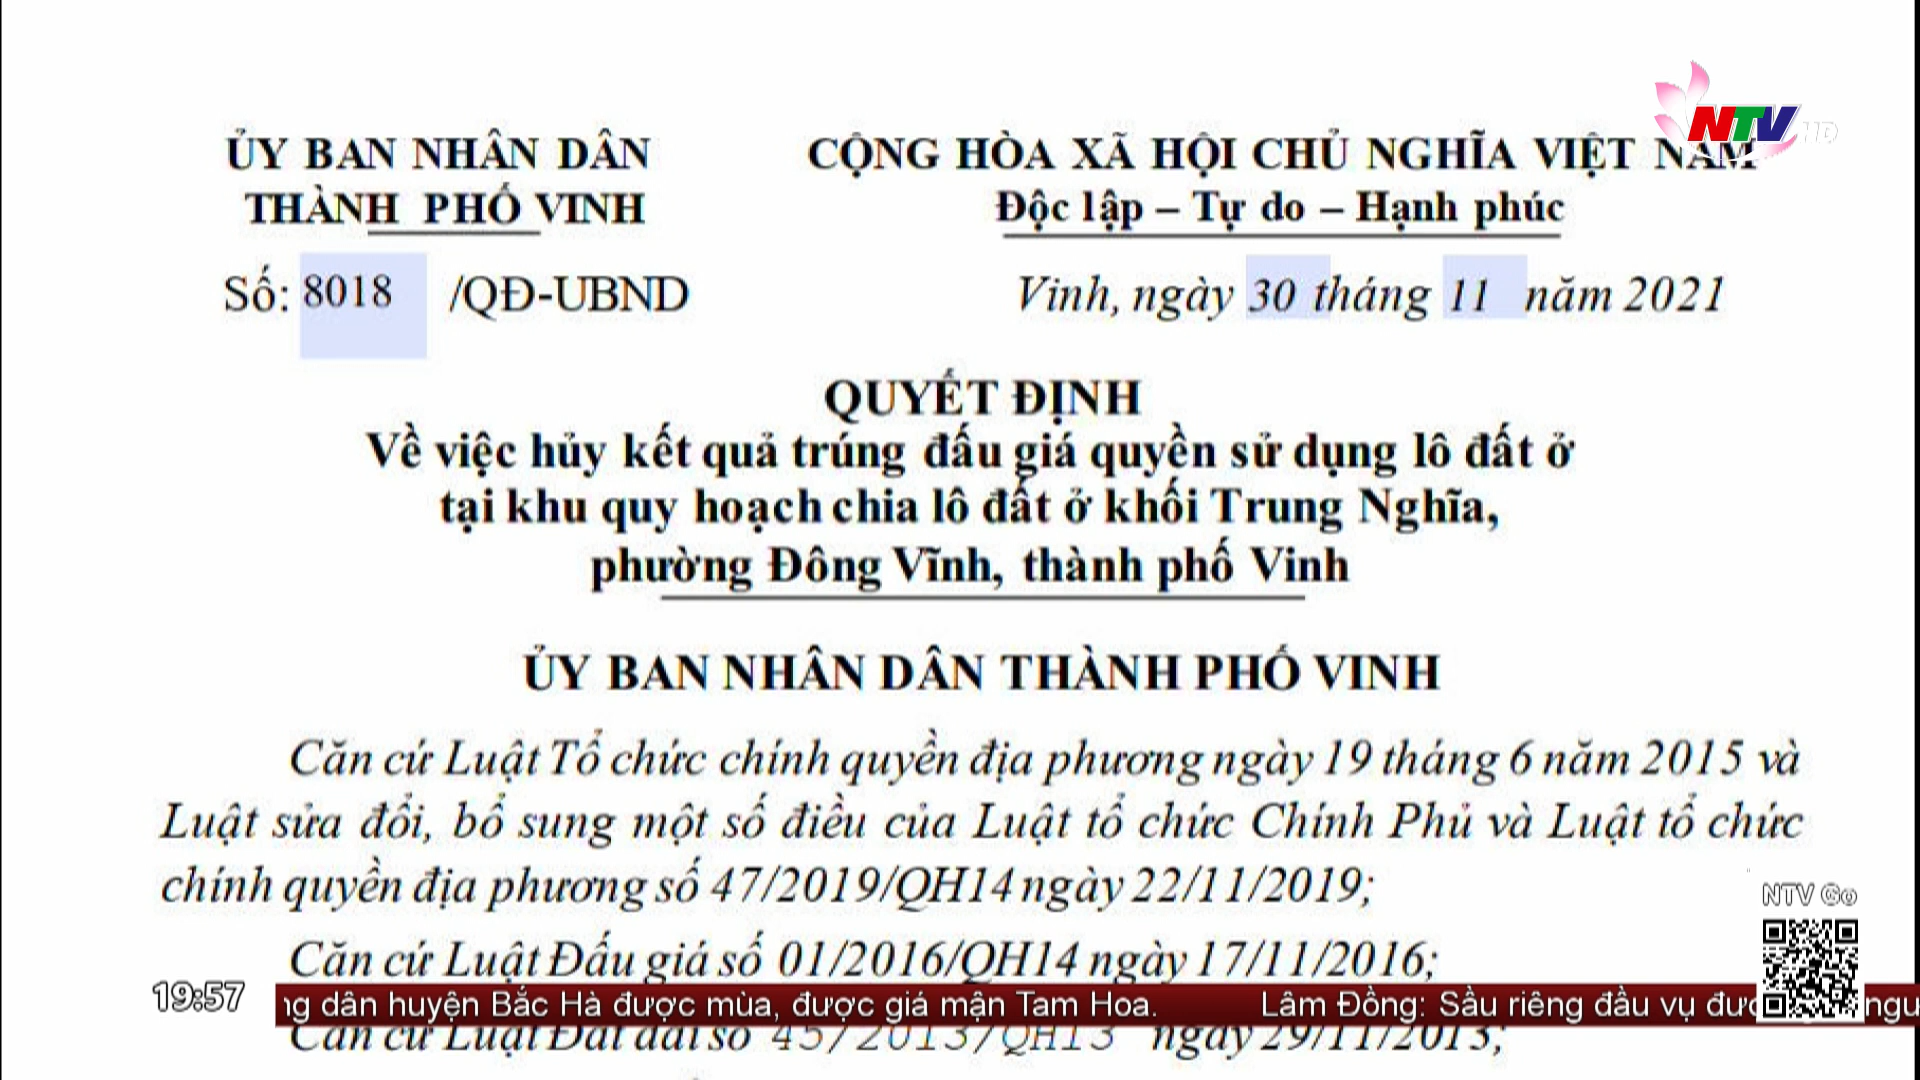 NTV HD
ỦY BAN NHÂN DÂN
THÀNH PHỐ VINH
CỘNG HÒA XÃ HỘI CHỦ NGHĨA VIỆT NAM
Độc lập – Tự do – Hạnh phúc
Số: 8018 /QĐ-UBND
Vinh, ngày 30 tháng 11 năm 2021
QUYẾT ĐỊNH
Về việc hủy kết quả trúng đấu giá quyền sử dụng lô đất ở
tại khu quy hoạch chia lô đất ở khối Trung Nghĩa,
phường Đông Vĩnh, thành phố Vinh
ỦY BAN NHÂN DÂN THÀNH PHỐ VINH
Căn cứ Luật Tổ chức chính quyền địa phương ngày 19 tháng 6 năm 2015 và
Luật sửa đổi, bổ sung một số điều của Luật tổ chức Chính Phủ và Luật tổ chức
chính quyền địa phương số 47/2019/QH14 ngày 22/11/2019;
NTV Go
Căn cứ Luật Đấu giá số 01/2016/QH14 ngày 17/11/2016;
19:57
dân huyện Bắc Hà được mùa, được giá mận Tam Hoa. Lâm Đồng: Sầu riêng đầu vụ
Căn cứ Luật Đất đai số 45/2013/QH13 ngày 29/11/2013;